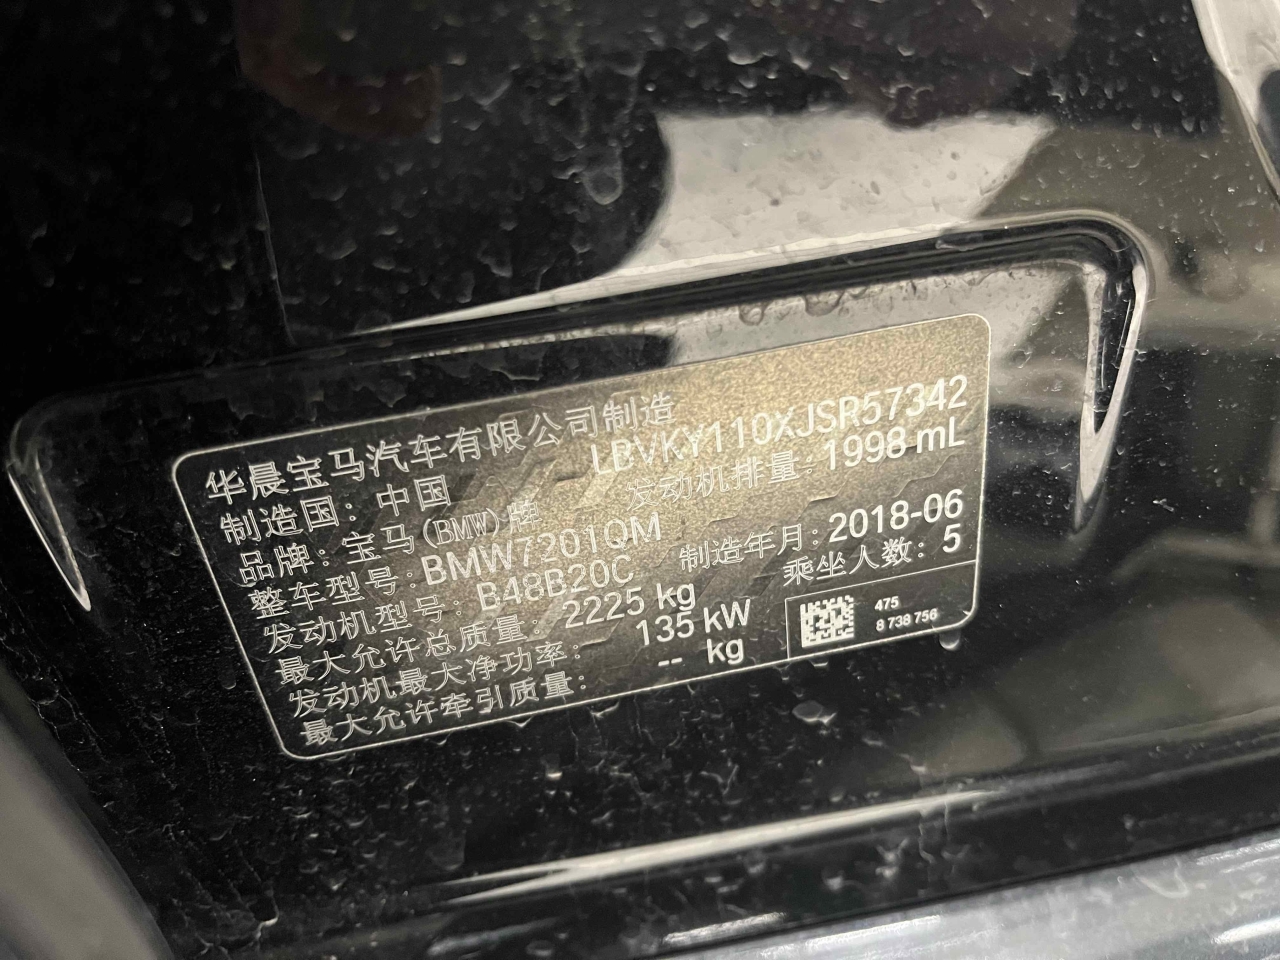 华晨宝马汽车有限公司制造
制造国：中国 LBVKY110XJSR57342
品牌：宝马(BMW)牌 发动机排量：1998 mL
整车型号：BMW7201QM
发动机型号：B48B20C 制造年月：2018-06
最大允许总质量：2225 kg 乘坐人数：5
发动机最大净功率：135 kW
最大允许牵引质量：-- kg
475
8 738 756